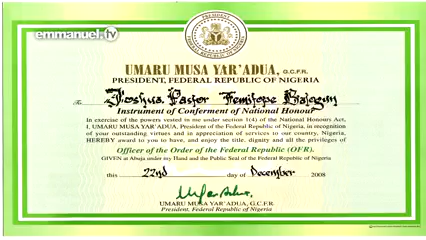 emmanuel.tv
UMARU MUSA YAR'ADUA, G.C.F.R.
PRESIDENT, FEDERAL REPUBLIC OF NIGERIA
To Joshua Pastor Temitope Balogun
Instrument of Conferment of National Honour
In exercise of the powers vested in me under section 1(4) of the National Honours Act,
I, UMARU MUSA YAR'ADUA, President of the Federal Republic of Nigeria, in recognition
of your outstanding virtues and in appreciation of services to our country, Nigeria,
HEREBY award to you to have, and enjoy the title, dignity and all the privileges of
Officer of the Order of the Federal Republic (OFR).
GIVEN at Abuja under my Hand and the Public Seal of the Federal Republic of Nigeria
this 22nd day of December 2008
UMARU MUSA YAR'ADUA, G.C.F.R.
President, Federal Republic of Nigeria